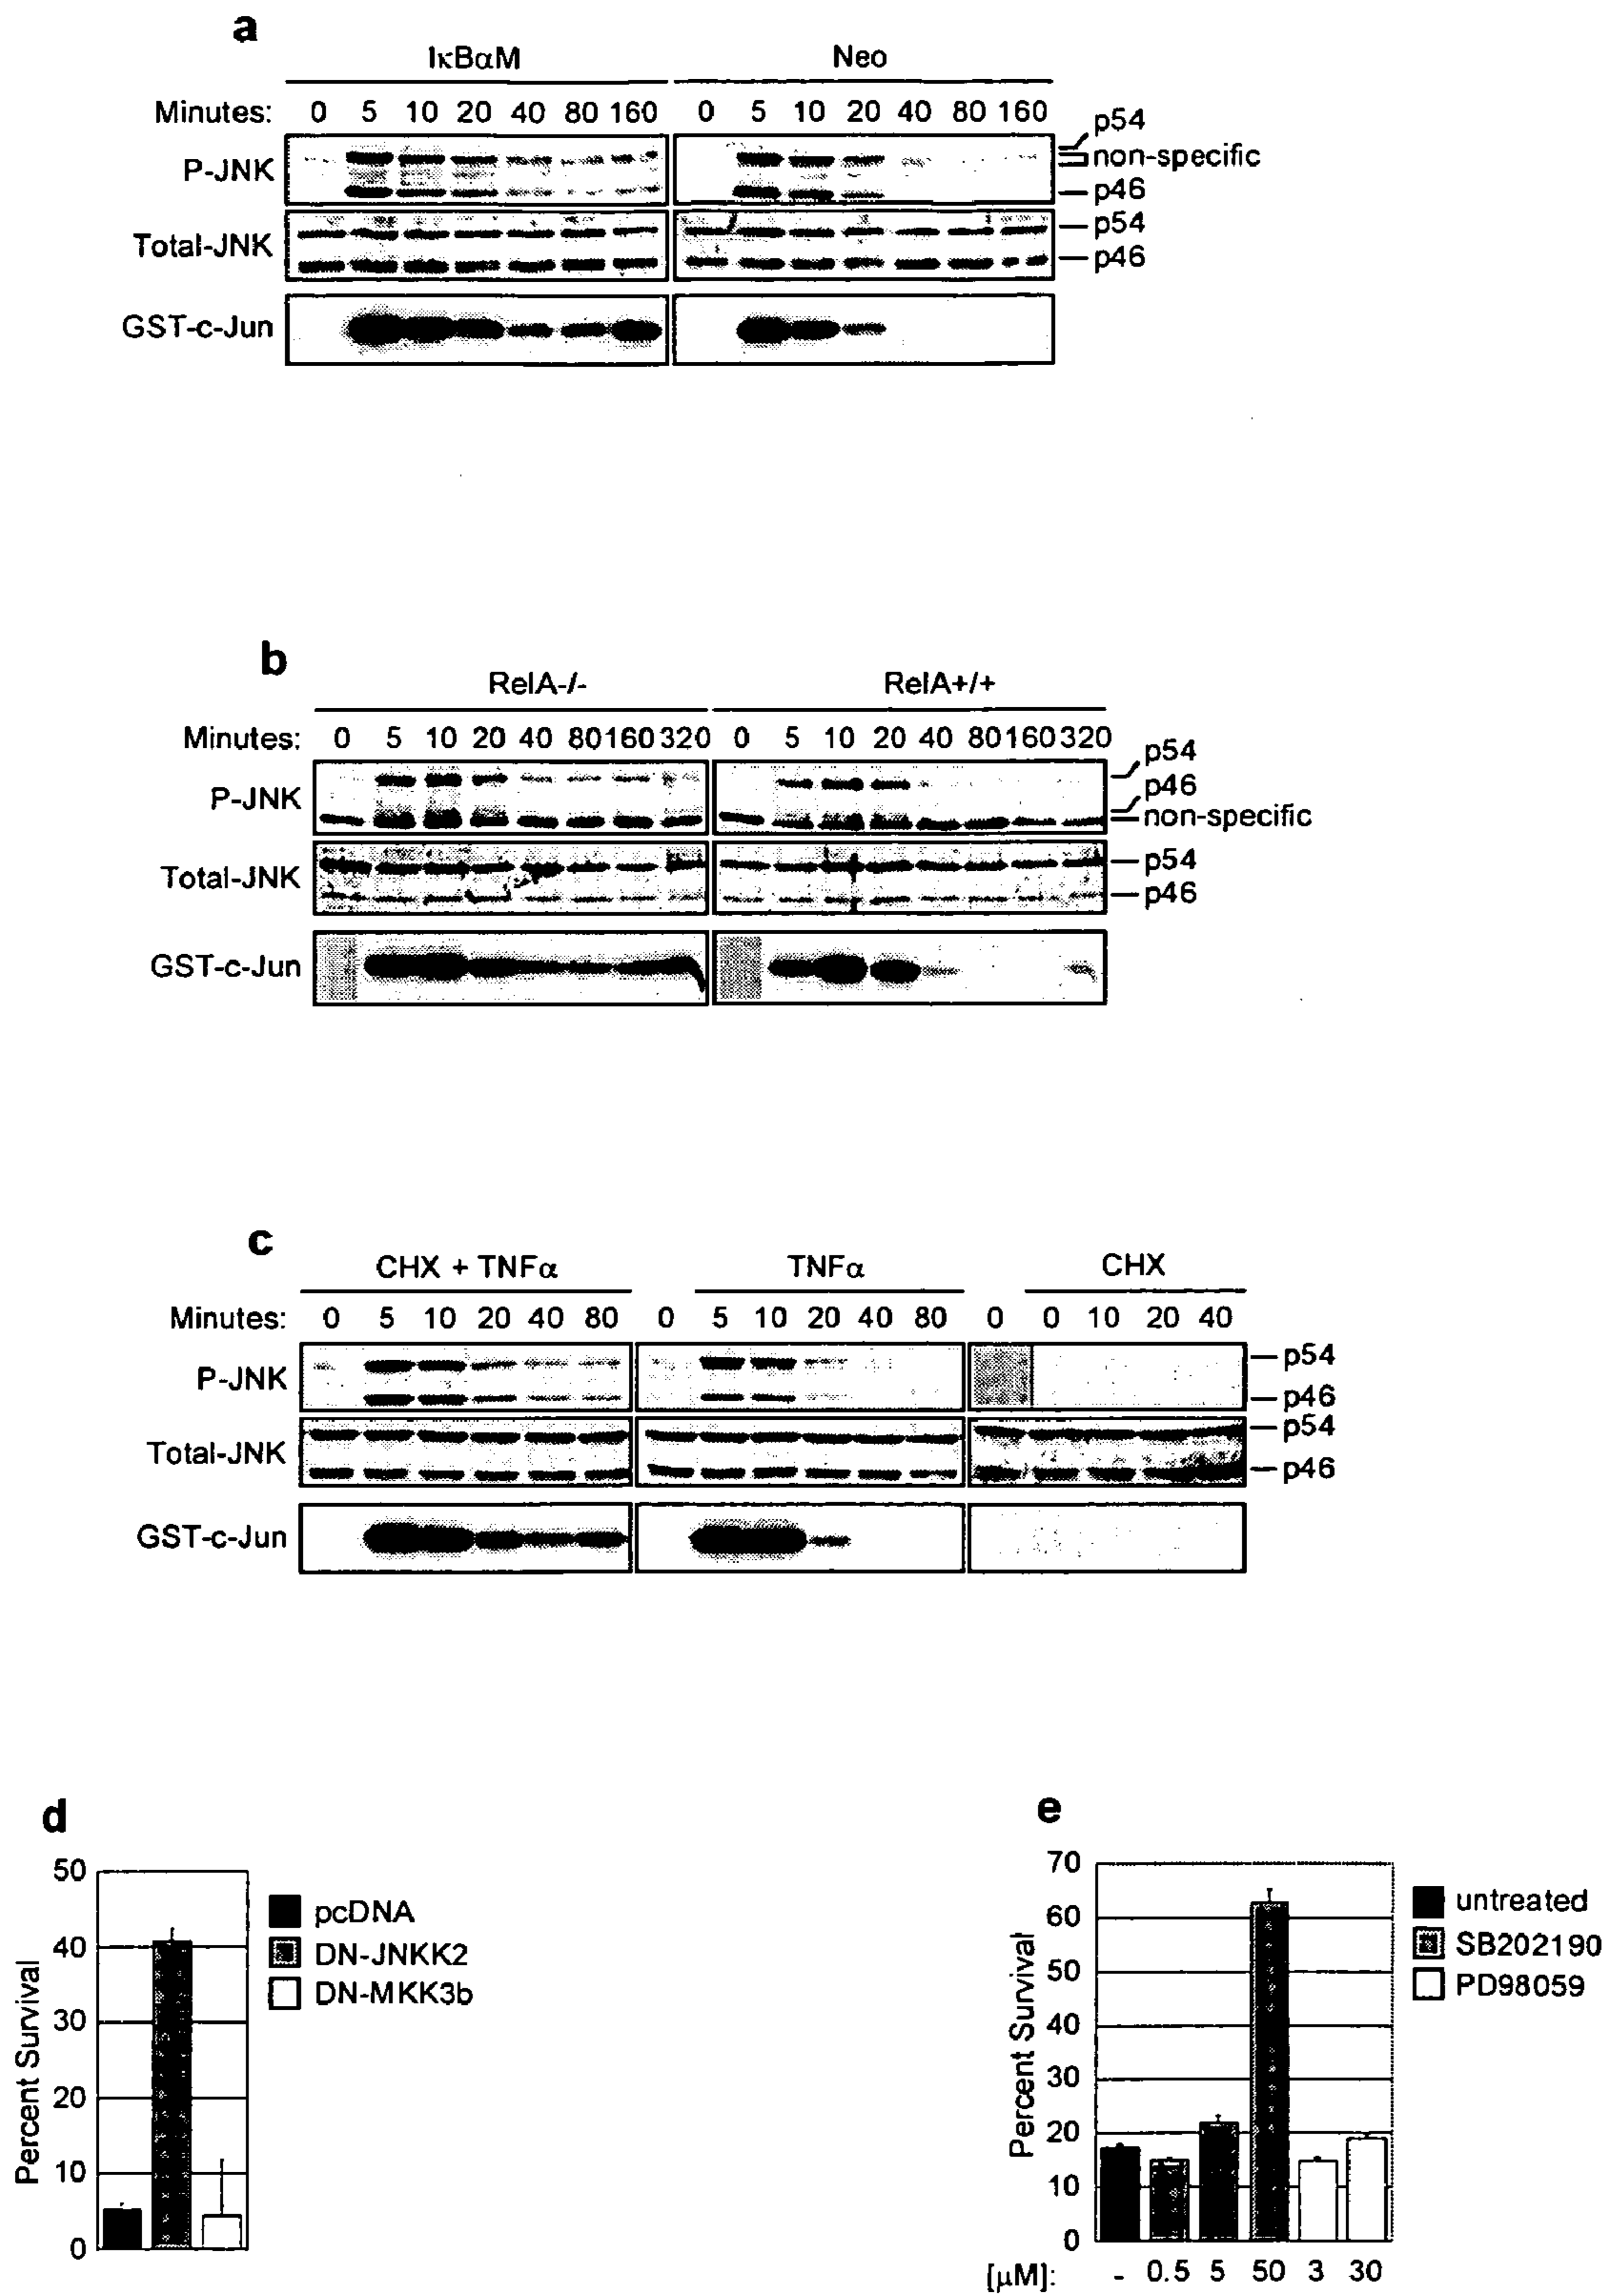 a
IκBαM Neo
Minutes: 0 5 10 20 40 80 160 0 5 10 20 40 80 160
p54
P-JNK non-specific
p46
p54
Total-JNK
p46
GST-c-Jun
b
RelA-/- RelA+/+
Minutes: 0 5 10 20 40 80 160 320 0 5 10 20 40 80 160 320
p54
P-JNK p46
non-specific
p54
Total-JNK
p46
GST-c-Jun
c
CHX + TNFα TNFα CHX
Minutes: 0 5 10 20 40 80 0 5 10 20 40 80 0 0 10 20 40
p54
P-JNK
p46
p54
Total-JNK
p46
GST-c-Jun
d
Percent Survival
50
40
30
20
10
0
pcDNA
DN-JNKK2
DN-MKK3b
e
Percent Survival
70
60
50
40
30
20
10
0
[μM]: - 0.5 5 50 3 30
untreated
SB202190
PD98059